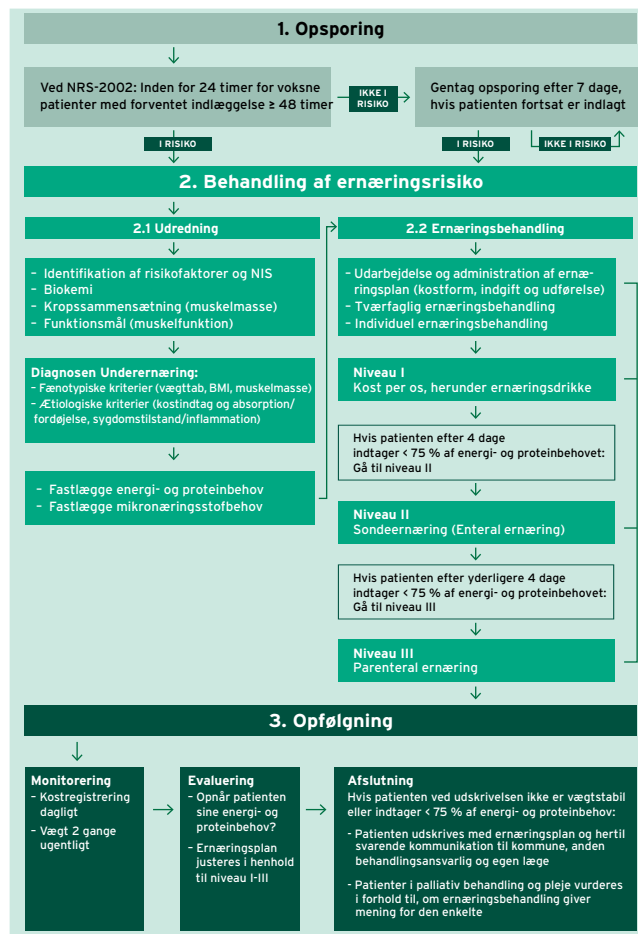 1. Opsporing
Ved NRS-2002: Inden for 24 timer for voksne
patienter med forventet indlæggelse ≥ 48 timer
IKKE I
RISIKO
Gentag opsporing efter 7 dage,
hvis patienten fortsat er indlagt
I RISIKO
I RISIKO
IKKE I RISIKO
2. Behandling af ernæringsrisiko
2.1 Udredning
– Identifikation af risikofaktorer og NIS
– Biokemi
– Kropssammensætning (muskelmasse)
– Funktionsmål (muskelfunktion)
Diagnosen Underernæring:
– Fænotypiske kriterier (vægttab, BMI, muskelmasse)
– Ætiologiske kriterier (kostindtag og absorption/
fordøjelse, sygdomstilstand/inflammation)
– Fastlægge energi- og proteinbehov
– Fastlægge mikronæringsstofbehov
2.2 Ernæringsbehandling
– Udarbejdelse og administration af ernæ-
ringsplan (kostform, indgift og udførelse)
– Tværfaglig ernæringsbehandling
– Individuel ernæringsbehandling
Niveau I
Kost per os, herunder ernæringsdrikke
Hvis patienten efter 4 dage
indtager < 75 % af energi- og proteinbehovet:
Gå til niveau II
Niveau II
Sondeernæring (Enteral ernæring)
Hvis patienten efter yderligere 4 dage
indtager < 75 % af energi- og proteinbehovet:
Gå til niveau III
Niveau III
Parenteral ernæring
3. Opfølgning
Monitorering
– Kostregistrering
dagligt
– Vægt 2 gange
ugentligt
Evaluering
– Opnår patienten
sine energi- og
proteinbehov?
– Ernæringsplan
justeres i henhold
til niveau I-III
Afslutning
Hvis patienten ved udskrivelsen ikke er vægtstabil
eller indtager < 75 % af energi- og proteinbehov:
– Patienten udskrives med ernæringsplan og hertil
svarende kommunikation til kommune, anden
behandlingsansvarlig og egen læge
– Patienter i palliativ behandling og pleje vurderes
i forhold til, om ernæringsbehandling giver
mening for den enkelte